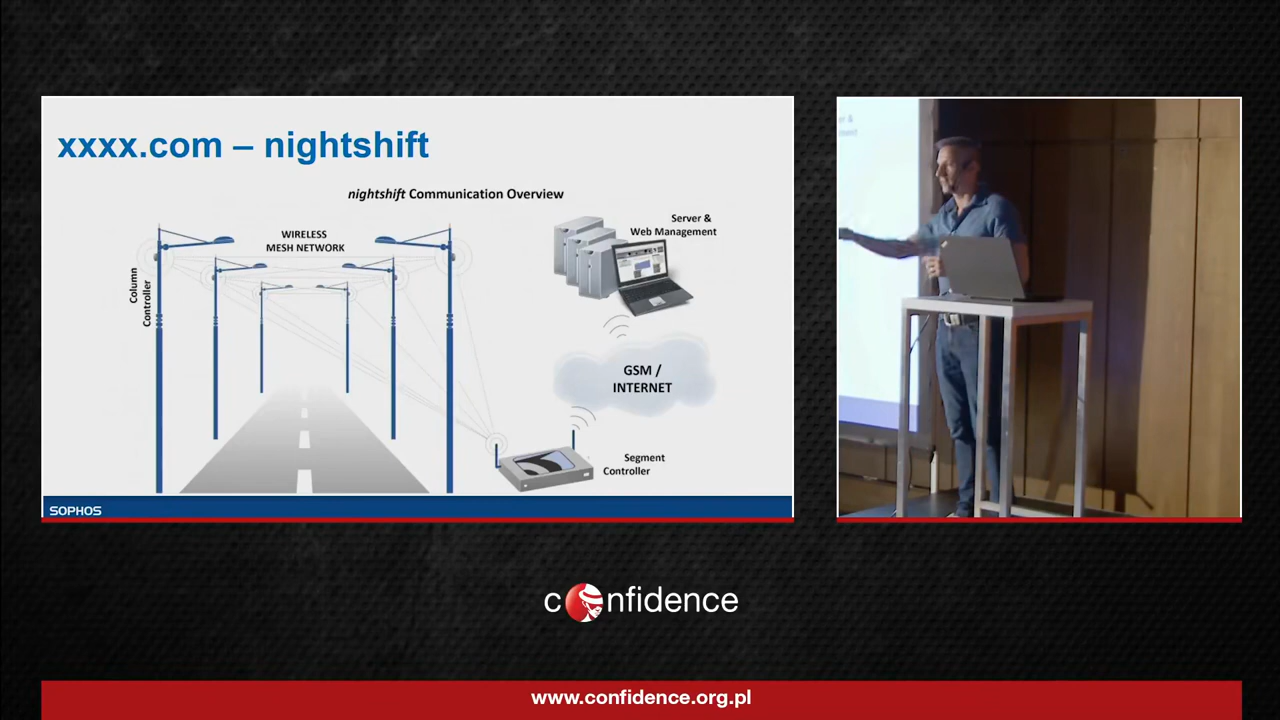 xxxx.com – nightshift
nightshift Communication Overview
WIRELESS
MESH NETWORK
Column
Controller
Server &
Web Management
GSM /
INTERNET
Segment
Controller
SOPHOS
confidence
www.confidence.org.pl